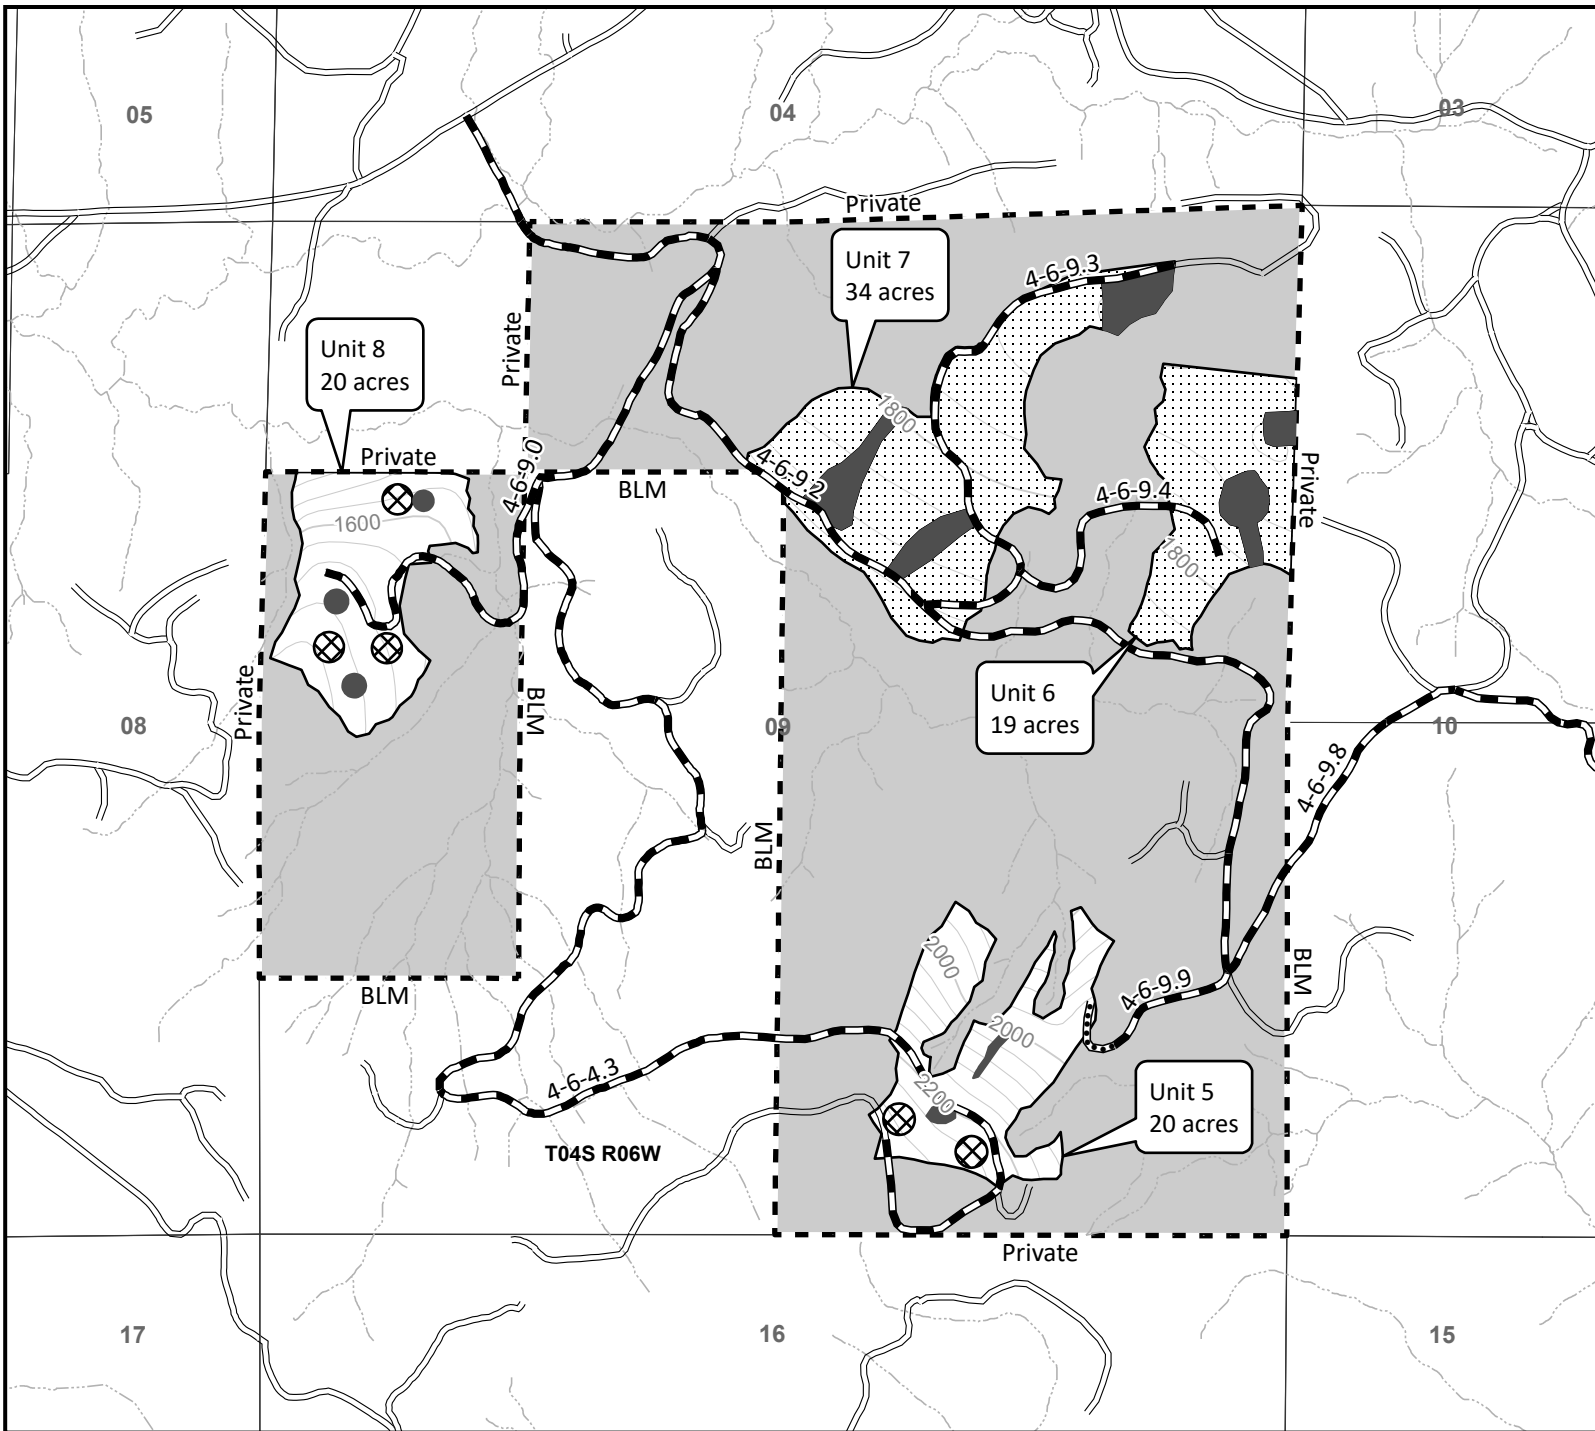 05
04
03
Private
Unit 7
34 acres
4-6-9.3
Private
Unit 8
20 acres
1800
Private
4-6-9.0
BLM
4-6-9.2
4-6-9.4
Private
1600
1800
Private
BLM
Unit 6
19 acres
08
09
10
4-6-9.8
BLM
2000
BLM
4-6-9.9
BLM
2000
4-6-4.3
2200
Unit 5
20 acres
T04S R06W
Private
17
16
15